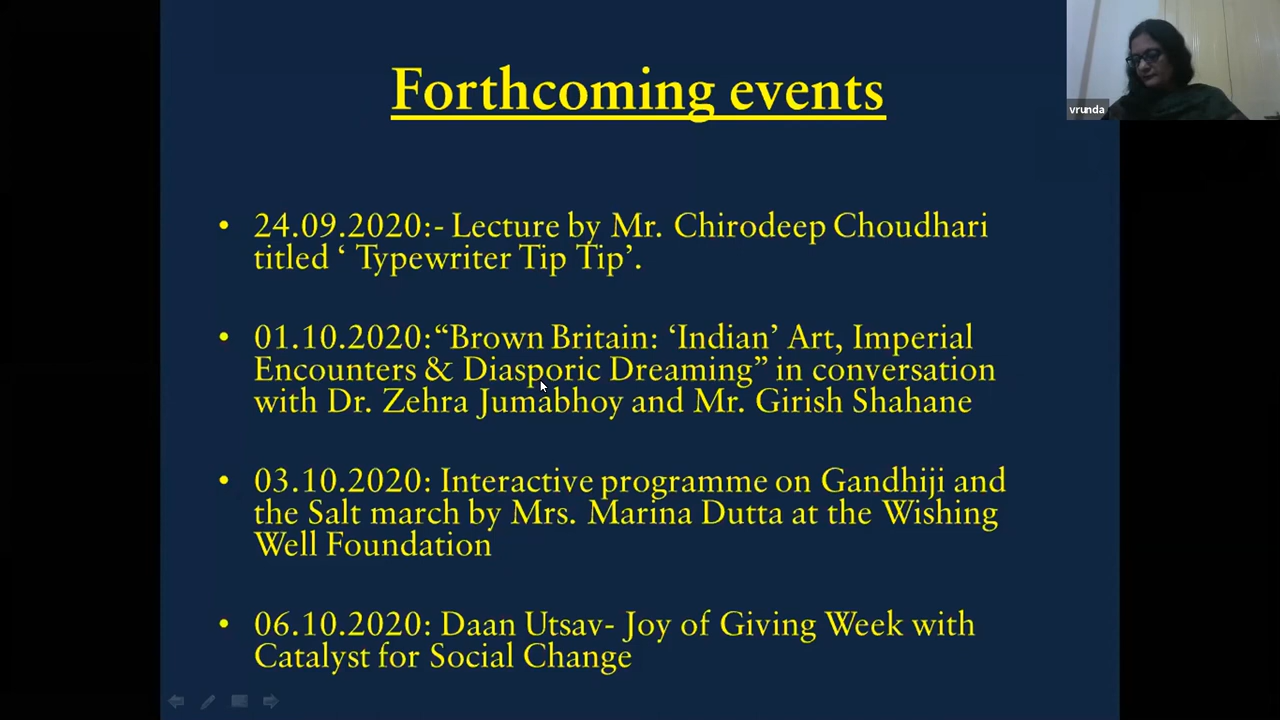 Forthcoming events
vrunda
• 24.09.2020:- Lecture by Mr. Chirodeep Choudhari
titled ‘ Typewriter Tip Tip’.
• 01.10.2020:“Brown Britain: ‘Indian’ Art, Imperial
Encounters & Diasporic Dreaming” in conversation
with Dr. Zehra Jumabhoy and Mr. Girish Shahane
• 03.10.2020: Interactive programme on Gandhiji and
the Salt march by Mrs. Marina Dutta at the Wishing
Well Foundation
• 06.10.2020: Daan Utsav- Joy of Giving Week with
Catalyst for Social Change